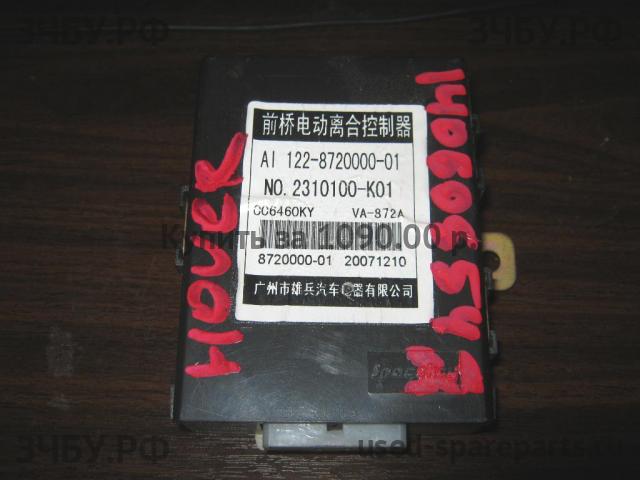 ЗЧБУ.РФ
ЗЧБУ.РФ
前桥电动离合控制器
AI 122-8720000-01
NO. 2310100-K01
CC6460KY VA-872A
Купить за 1090.00 р.
8720000-01 20071210
广州市雄兵汽车电器有限公司
HOVER
ЗЧБУ.РФ
used-spareparts.ru